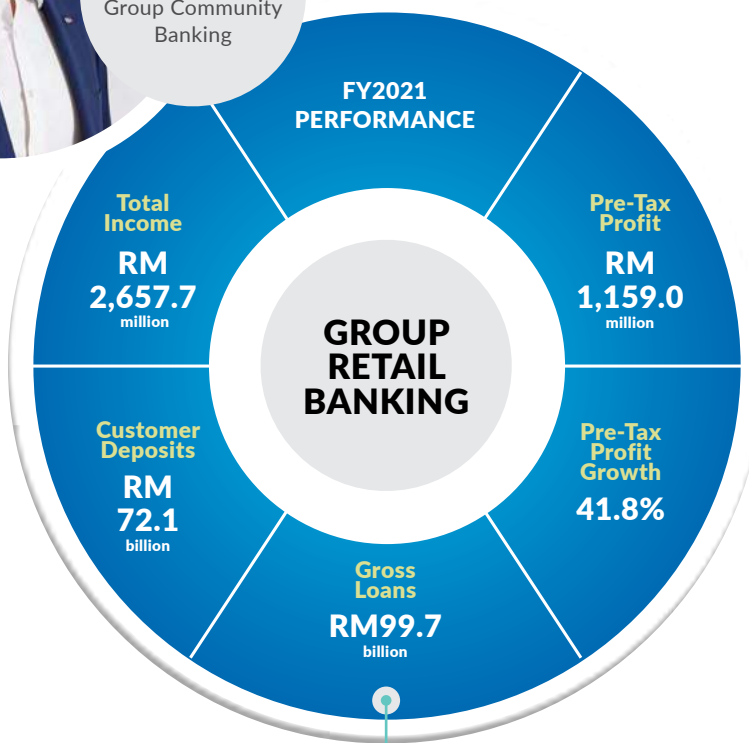 Group Community
Banking
FY2021
PERFORMANCE
Total
Income
RM
2,657.7
million
Pre-Tax
Profit
RM
1,159.0
million
GROUP
RETAIL
BANKING
Customer
Deposits
RM
72.1
billion
Pre-Tax
Profit
Growth
41.8%
Gross
Loans
RM99.7
billion